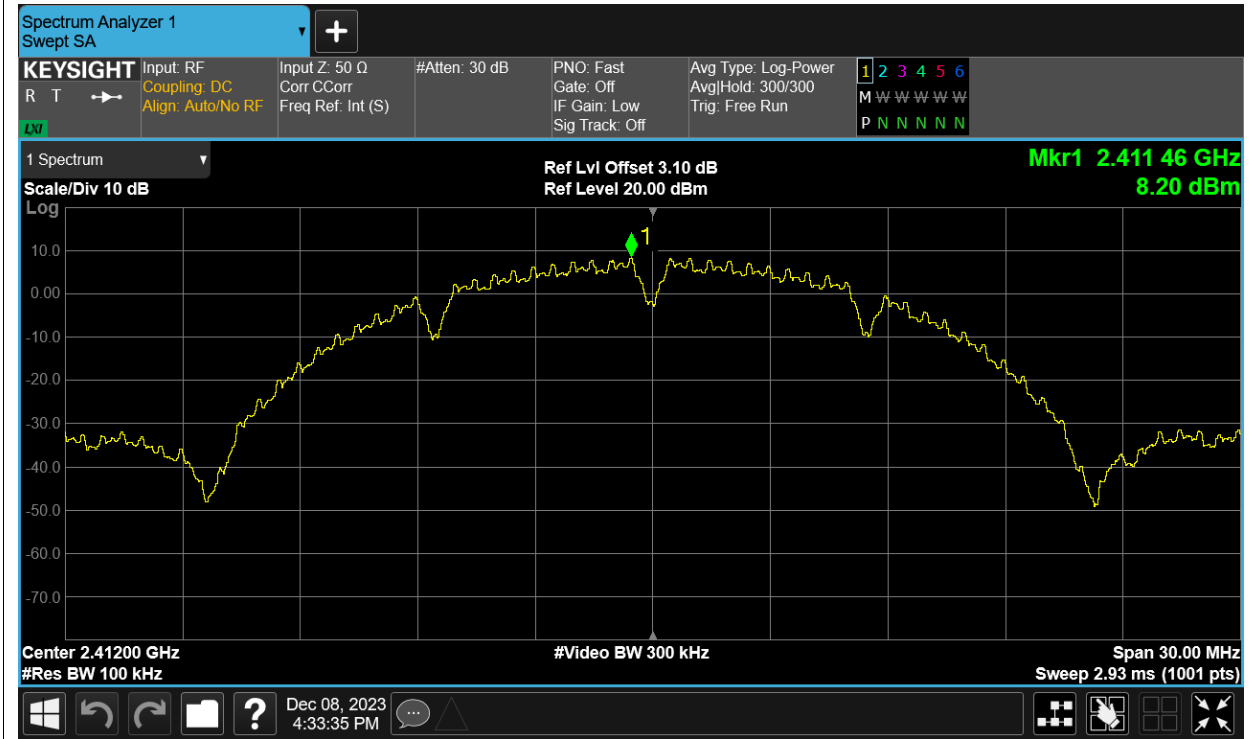 Spectrum Analyzer 1
Swept SA
+
KEYSIGHT
R T
LXI
Input: RF
Coupling: DC
Align: Auto/No RF
Input Z: 50 Ω
Corr CCorr
Freq Ref: Int (S)
#Atten: 30 dB
PNO: Fast
Gate: Off
IF Gain: Low
Sig Track: Off
Avg Type: Log-Power
Avg|Hold: 300/300
Trig: Free Run
1 2 3 4 5 6
M W W W W W
P N N N N N
1 Spectrum
Scale/Div 10 dB
Log
Ref Lvl Offset 3.10 dB
Ref Level 20.00 dBm
Mkr1 2.411 46 GHz
8.20 dBm
1
10.0
0.00
-10.0
-20.0
-30.0
-40.0
-50.0
-60.0
-70.0
Center 2.41200 GHz
#Res BW 100 kHz
#Video BW 300 kHz
Span 30.00 MHz
Sweep 2.93 ms (1001 pts)
?
Dec 08, 2023
4:33:35 PM